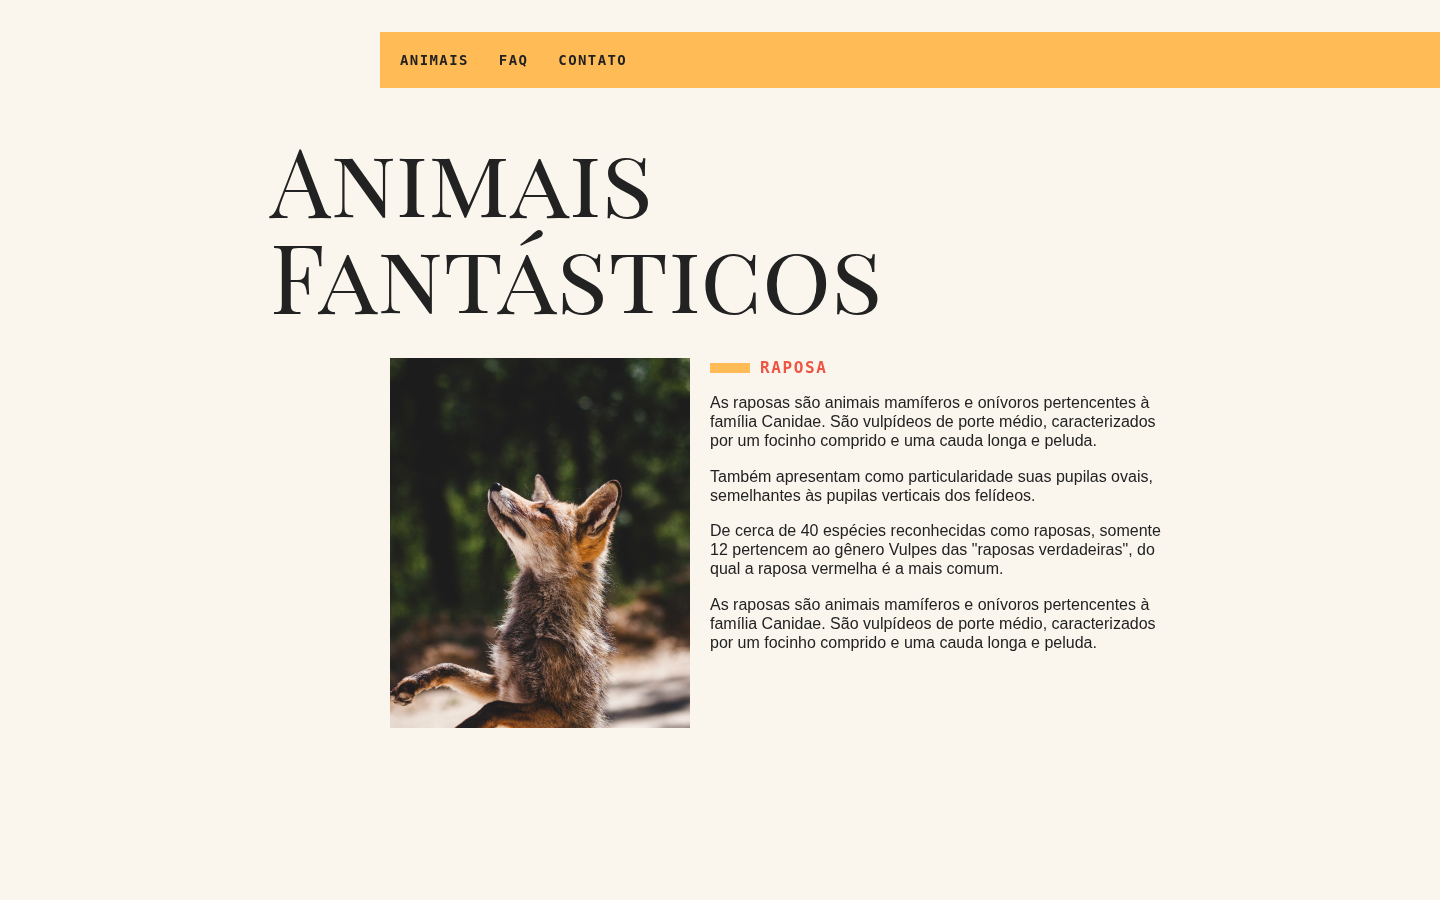 ANIMAIS FAQ CONTATO
ANIMAIS
FANTÁSTICOS
RAPOSA
As raposas são animais mamíferos e onívoros pertencentes à
família Canidae. São vulpídeos de porte médio, caracterizados
por um focinho comprido e uma cauda longa e peluda.
Também apresentam como particularidade suas pupilas ovais,
semelhantes às pupilas verticais dos felídeos.
De cerca de 40 espécies reconhecidas como raposas, somente
12 pertencem ao gênero Vulpes das "raposas verdadeiras", do
qual a raposa vermelha é a mais comum.
As raposas são animais mamíferos e onívoros pertencentes à
família Canidae. São vulpídeos de porte médio, caracterizados
por um focinho comprido e uma cauda longa e peluda.